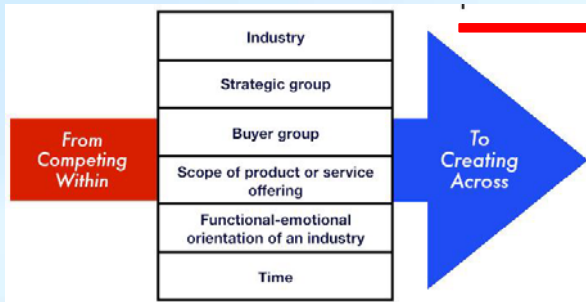 Industry
Strategic group
Buyer group
From
Competing
Within
To
Creating
Across
Scope of product or service
offering
Functional-emotional
orientation of an industry
Time